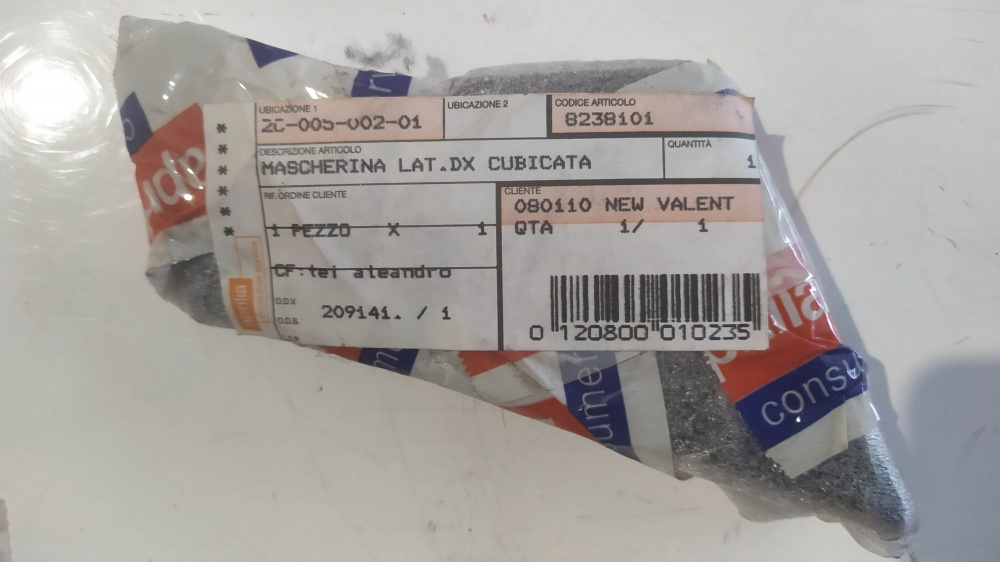 UBICAZIONE 1
2C-005-002-01
UBICAZIONE 2
CODICE ARTICOLO
8238101
DESCRIZIONE ARTICOLO
MASCHERINA LAT.DX CUBICATA
QUANTITÀ
1
RIF. ORDINE CLIENTE
1 PEZZO X 1
CF:tei aleandro
O.D.V.
O.D.S.
209141. / 1
CLIENTE
080110 NEW VALENT
QTA 1/ 1
0 120800 010235
aprilia
consu